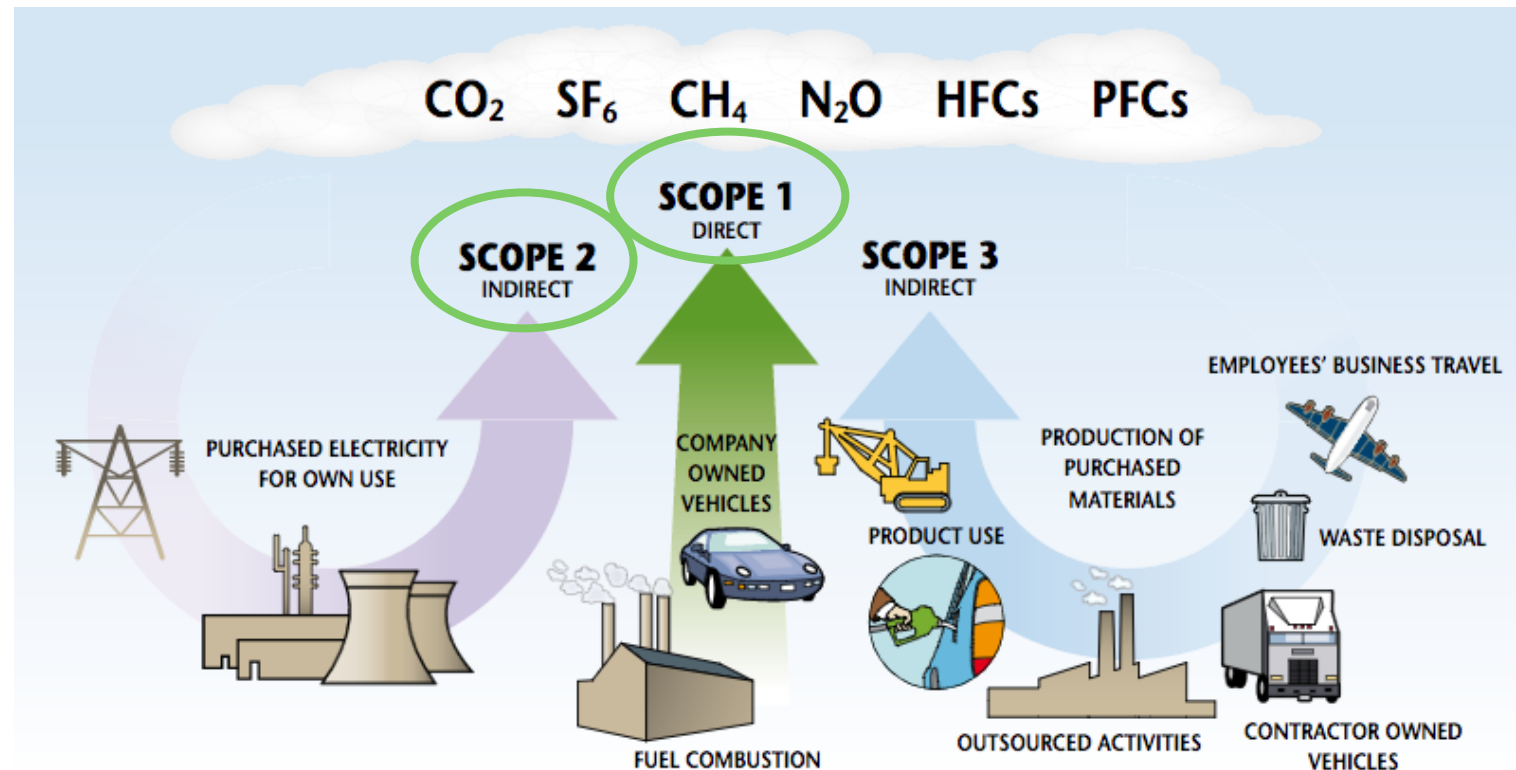 CO₂ SF₆ CH₄ N₂O HFCs PFCs
SCOPE 1
DIRECT
SCOPE 2
INDIRECT
SCOPE 3
INDIRECT
PURCHASED ELECTRICITY
FOR OWN USE
COMPANY
OWNED
VEHICLES
FUEL COMBUSTION
PRODUCT USE
PRODUCTION OF
PURCHASED
MATERIALS
EMPLOYEES' BUSINESS TRAVEL
WASTE DISPOSAL
OUTSOURCED ACTIVITIES
CONTRACTOR OWNED
VEHICLES